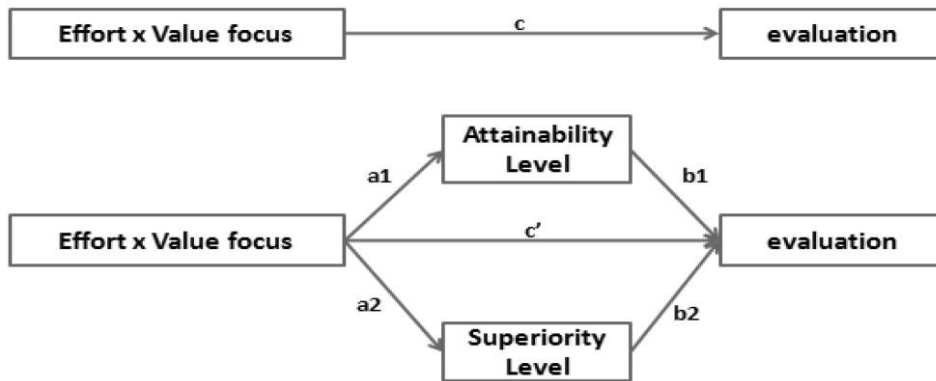 c
Effort x Value focus evaluation
Attainability
Level
a1 b1
Effort x Value focus c’ evaluation
a2 b2
Superiority
Level